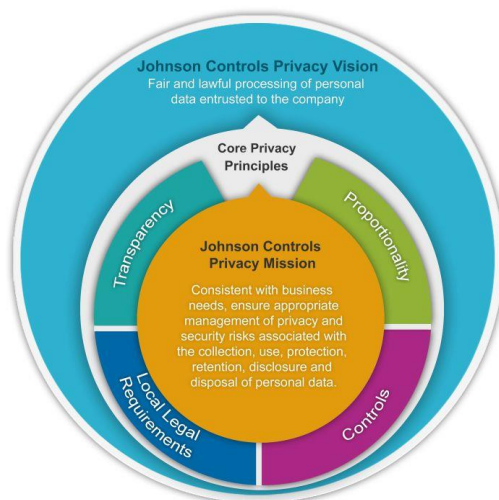 Johnson Controls Privacy Vision
Fair and lawful processing of personal
data entrusted to the company
Core Privacy
Principles
Transparency
Proportionality
Johnson Controls
Privacy Mission
Consistent with business
needs, ensure appropriate
management of privacy and
security risks associated with
the collection, use, protection,
retention, disclosure and
disposal of personal data.
Local Legal
Requirements
Controls